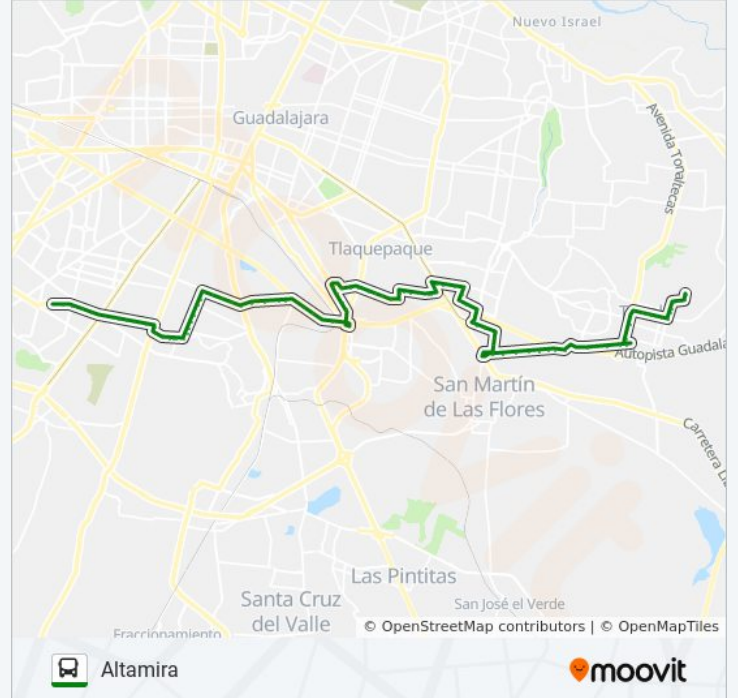 Nuevo Israel
Guadalajara
Avenida Tonaltecas
Tlaquepaque
Autopista Guadala
San Martín
de Las Flores
Carretera
Las Pintitas
Santa Cruz
del Valle
San José el Verde
Fraccionamiento
© OpenStreetMap contributors | © OpenMapTiles
Altamira
moovit